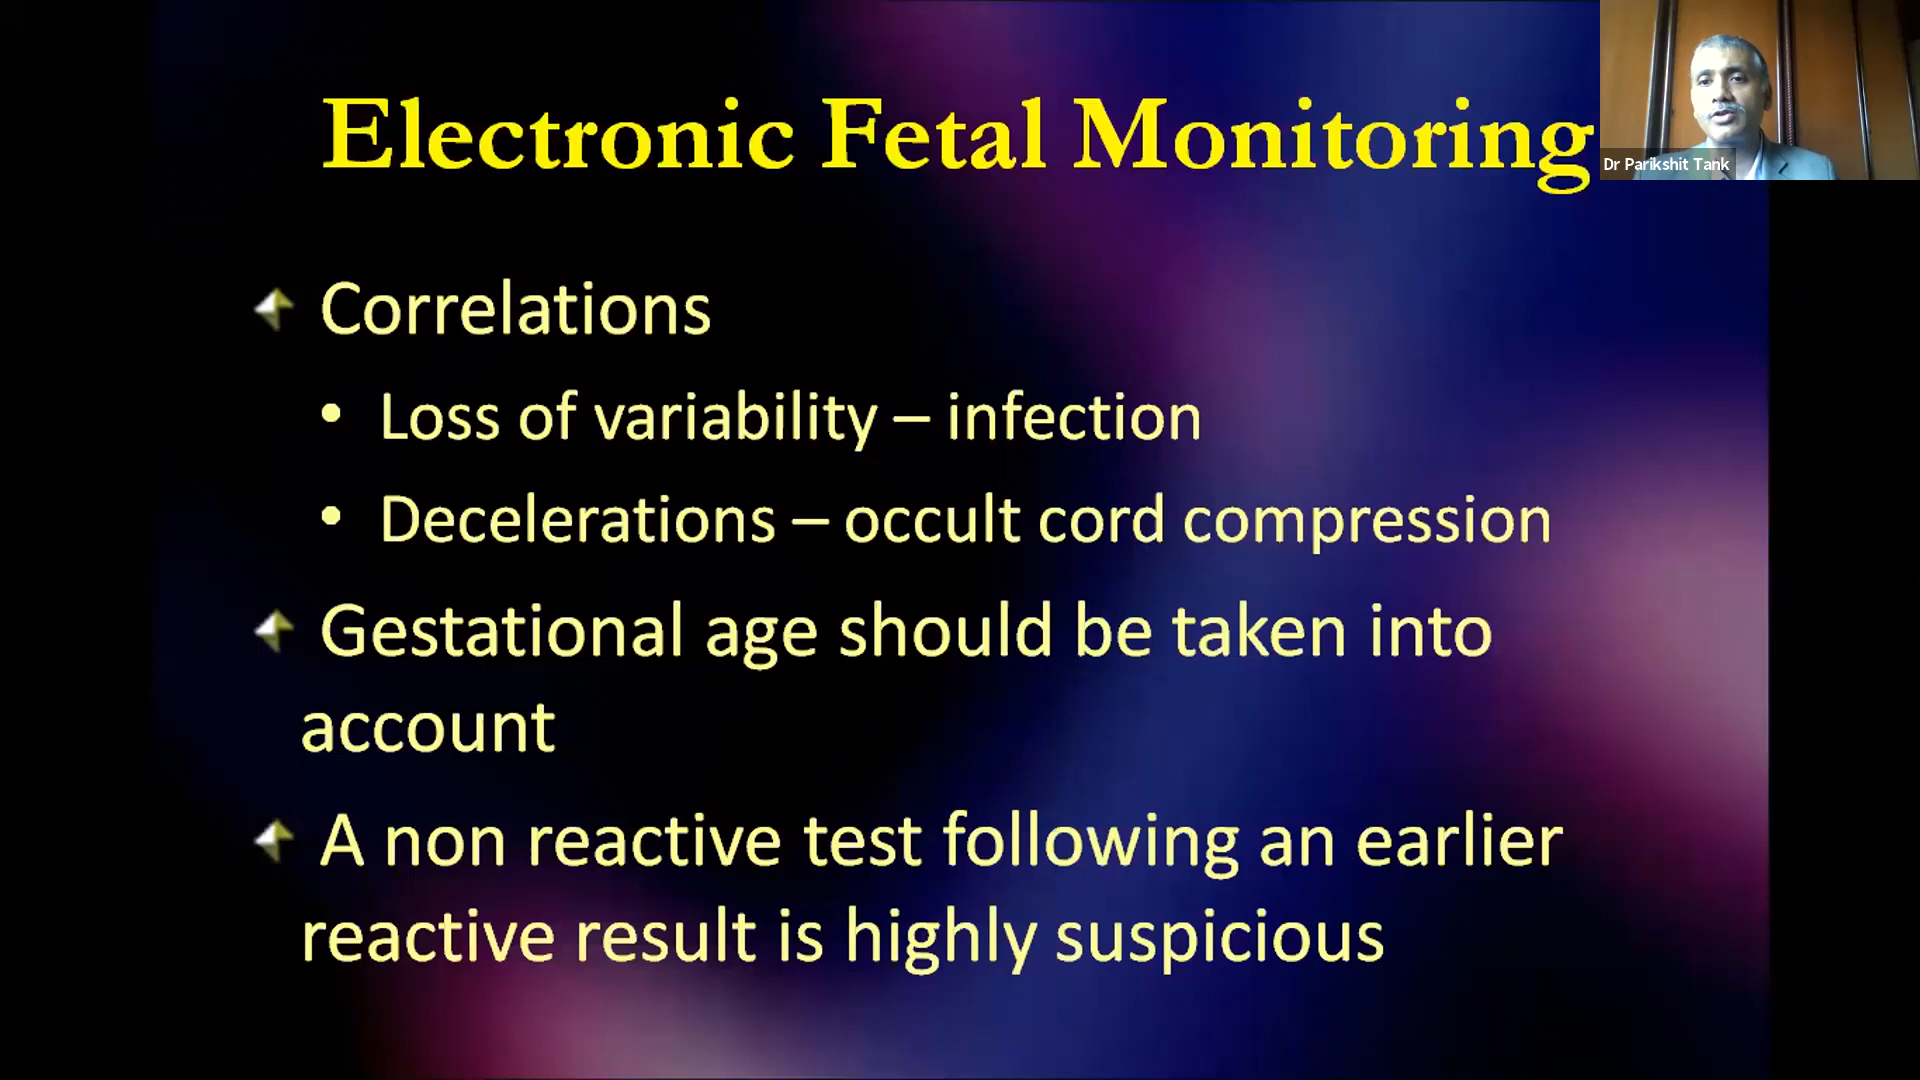 Electronic Fetal Monitoring
Dr Parikshit Tank
Correlations
• Loss of variability – infection
• Decelerations – occult cord compression
Gestational age should be taken into
account
A non reactive test following an earlier
reactive result is highly suspicious